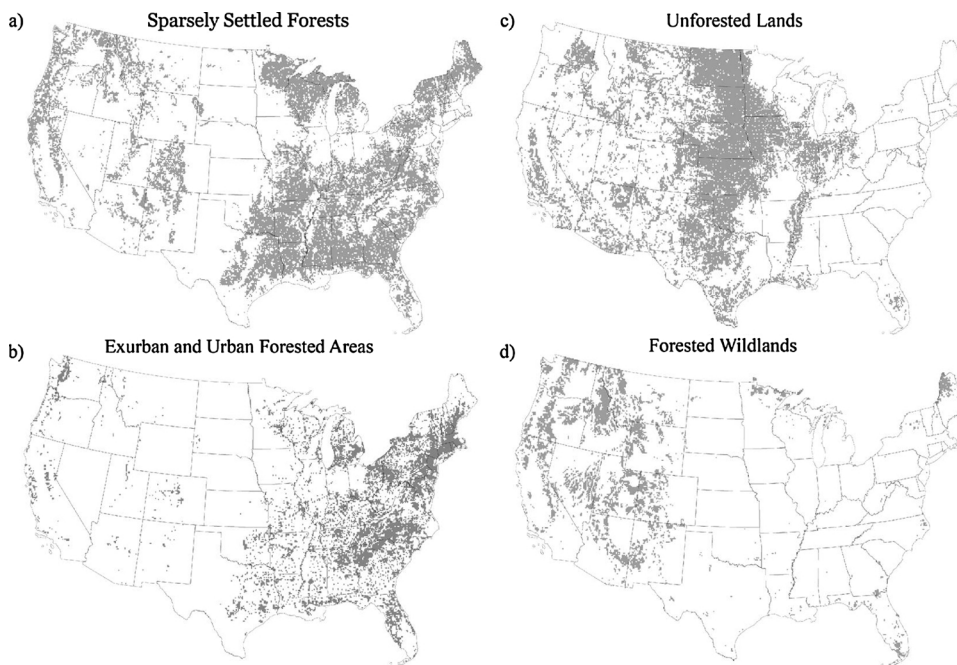 a) Sparsely Settled Forests
c) Unforested Lands
b) Exurban and Urban Forested Areas
d) Forested Wildlands